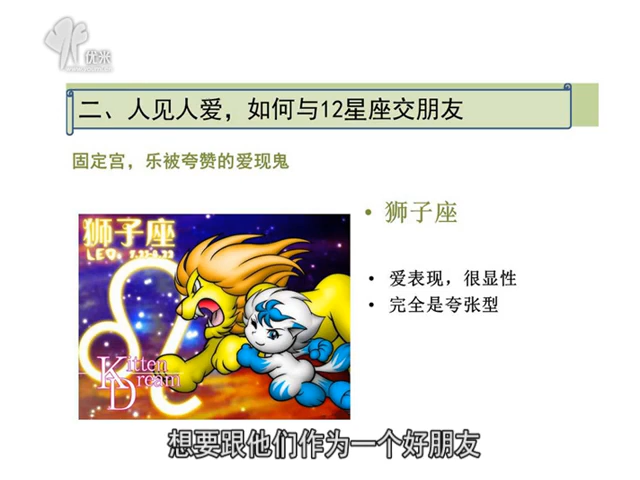 优米
二、人见人爱，如何与12星座交朋友
固定宫，乐被夸赞的爱现鬼
• 狮子座
狮子座
• 爱表现，很显性
• 完全是夸张型
Kitten
Dream
想要跟他们作为一个好朋友